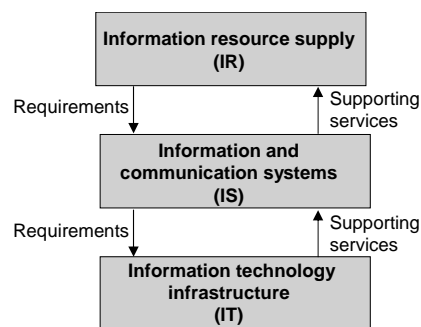 Information resource supply
(IR)
Requirements
Supporting
services
Information and
communication systems
(IS)
Requirements
Supporting
services
Information technology
infrastructure
(IT)